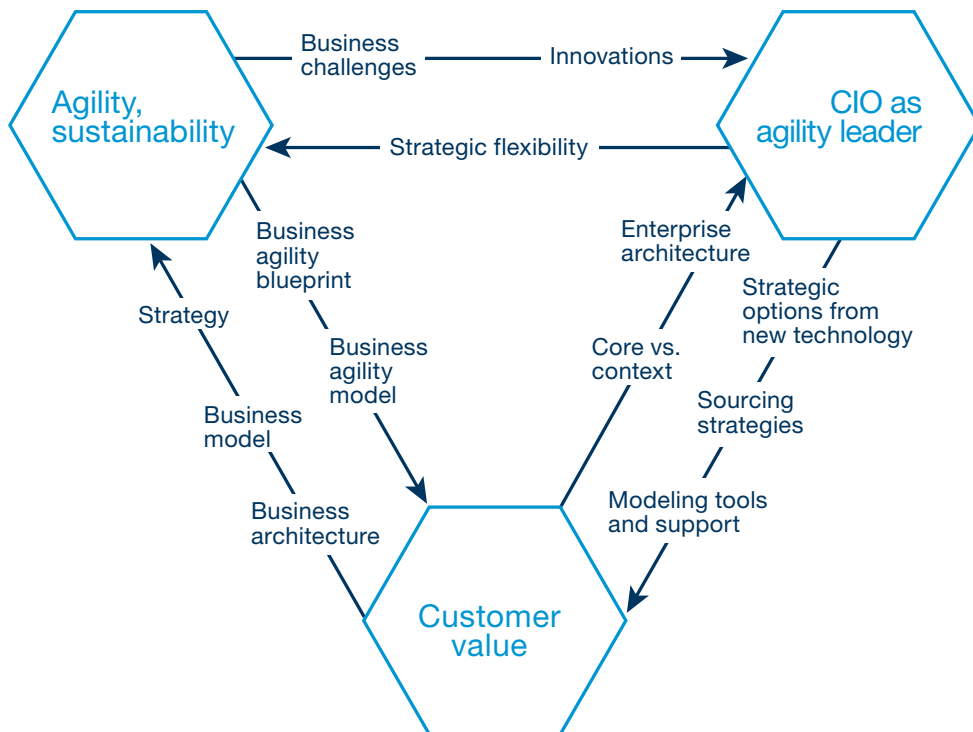 Business
challenges
Innovations
Agility,
sustainability
CIO as
agility leader
Strategic flexibility
Business
agility
blueprint
Enterprise
architecture
Strategic
options from
new technology
Strategy
Business
agility
model
Core vs.
context
Sourcing
strategies
Business
model
Modeling tools
and support
Business
architecture
Customer
value